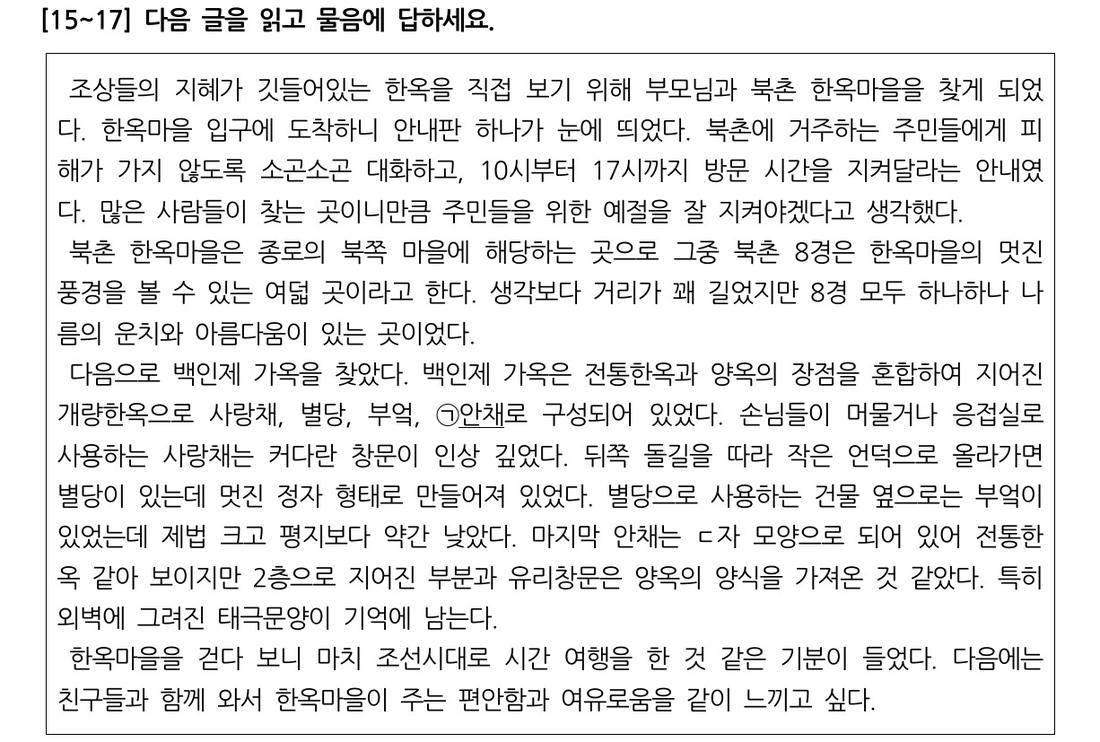 [15~17] 다음 글을 읽고 물음에 답하세요.
조상들의 지혜가 깃들어있는 한옥을 직접 보기 위해 부모님과 북촌 한옥마을을 찾게 되었
다. 한옥마을 입구에 도착하니 안내판 하나가 눈에 띄었다. 북촌에 거주하는 주민들에게 피
해가 가지 않도록 소곤소곤 대화하고, 10시부터 17시까지 방문 시간을 지켜달라는 안내였
다. 많은 사람들이 찾는 곳이니만큼 주민들을 위한 예절을 잘 지켜야겠다고 생각했다.
북촌 한옥마을은 종로의 북쪽 마을에 해당하는 곳으로 그중 북촌 8경은 한옥마을의 멋진
풍경을 볼 수 있는 여덟 곳이라고 한다. 생각보다 거리가 꽤 길었지만 8경 모두 하나하나 나
름의 운치와 아름다움이 있는 곳이었다.
다음으로 백인제 가옥을 찾았다. 백인제 가옥은 전통한옥과 양옥의 장점을 혼합하여 지어진
개량한옥으로 사랑채, 별당, 부엌, ㉠안채로 구성되어 있었다. 손님들이 머물거나 응접실로
사용하는 사랑채는 커다란 창문이 인상 깊었다. 뒤쪽 돌길을 따라 작은 언덕으로 올라가면
별당이 있는데 멋진 정자 형태로 만들어져 있었다. 별당으로 사용하는 건물 옆으로는 부엌이
있었는데 제법 크고 평지보다 약간 낮았다. 마지막 안채는 ㄷ자 모양으로 되어 있어 전통한
옥 같아 보이지만 2층으로 지어진 부분과 유리창문은 양옥의 양식을 가져온 것 같았다. 특히
외벽에 그려진 태극문양이 기억에 남는다.
한옥마을을 걷다 보니 마치 조선시대로 시간 여행을 한 것 같은 기분이 들었다. 다음에는
친구들과 함께 와서 한옥마을이 주는 편안함과 여유로움을 같이 느끼고 싶다.